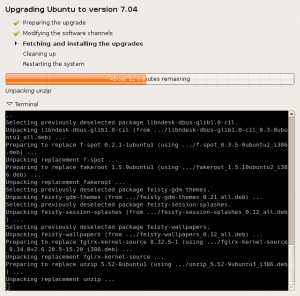 Upgrading Ubuntu to version 7.04
Preparing the upgrade
Modifying the software channels
Fetching and installing the upgrades
Cleaning up
Restarting the system
About 12 minutes remaining
Unpacking unzip
Terminal
...
Selecting previously deselected package libndesk-dbus-glib1.0-cil.
Unpacking libndesk-dbus-glib1.0-cil (from .../libndesk-dbus-glib1.0-cil_0.3-0ubu
ntu1_all.deb) ...
Preparing to replace f-spot 0.2.1-1ubuntu1 (using .../f-spot_0.3.5-0ubuntu2_i386
.deb) ...
Unpacking replacement f-spot ...
Preparing to replace fakeroot 1.5.9ubuntu1 (using .../fakeroot_1.5.10ubuntu2_i38
6.deb) ...
Unpacking replacement fakeroot ...
Selecting previously deselected package feisty-gdm-themes.
Unpacking feisty-gdm-themes (from .../feisty-gdm-themes_0.21_all.deb) ...
Selecting previously deselected package feisty-session-splashes.
Unpacking feisty-session-splashes (from .../feisty-session-splashes_0.12_all.deb
) ...
Selecting previously deselected package feisty-wallpapers.
Unpacking feisty-wallpapers (from .../feisty-wallpapers_0.12_all.deb) ...
Preparing to replace fglrx-kernel-source 8.32.5-1 (using .../fglrx-kernel-source
_8.34.8+2.6.20.5-15.20_i386.deb) ...
Unpacking replacement fglrx-kernel-source ...
Preparing to replace unzip 5.52-8ubuntu1 (using .../unzip_5.52-9ubuntu3_i386.deb
) ...
Unpacking replacement unzip ...